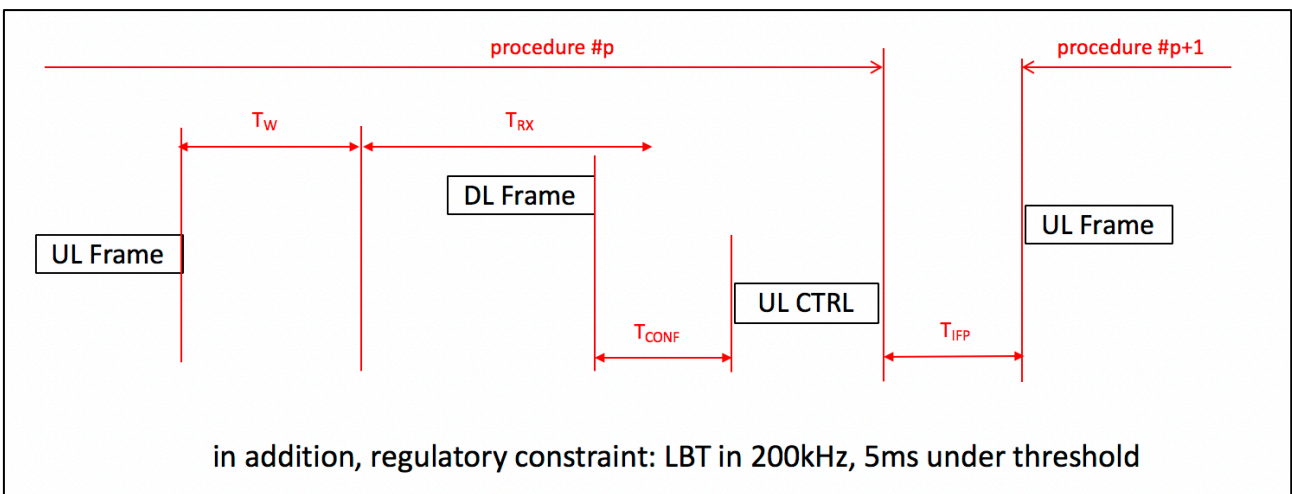 procedure #p
procedure #p+1
TW
TRX
DL Frame
UL Frame
UL Frame
UL CTRL
TCONF
TIFP
in addition, regulatory constraint: LBT in 200kHz, 5ms under threshold